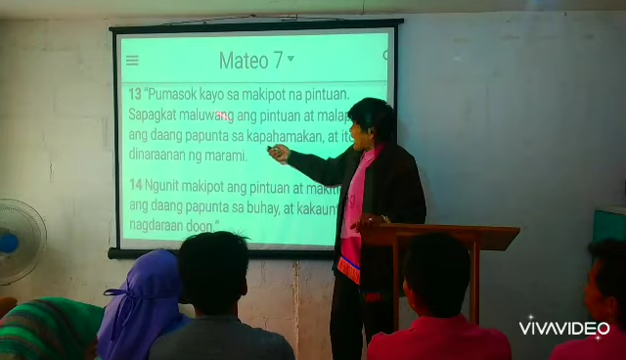 Mateo 7
13 "Pumasok kayo sa makipot na pintuan.
Sapagkat maluwang ang pintuan at
ang daang papunta sa kapahamakan, at
dinaraanan ng marami.
14 Ngunit makipot ang pintuan at
ang daang papunta sa buhay, at
nagdaraan doon."
VIVAVIDEO